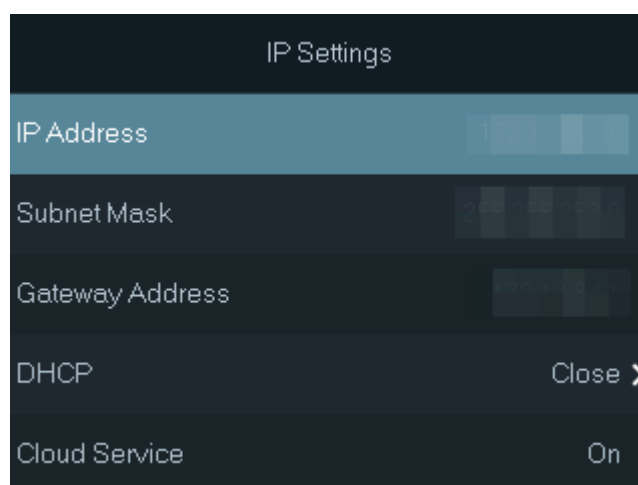 IP Settings
IP Address
Subnet Mask
Gateway Address
DHCP Close
Cloud Service On